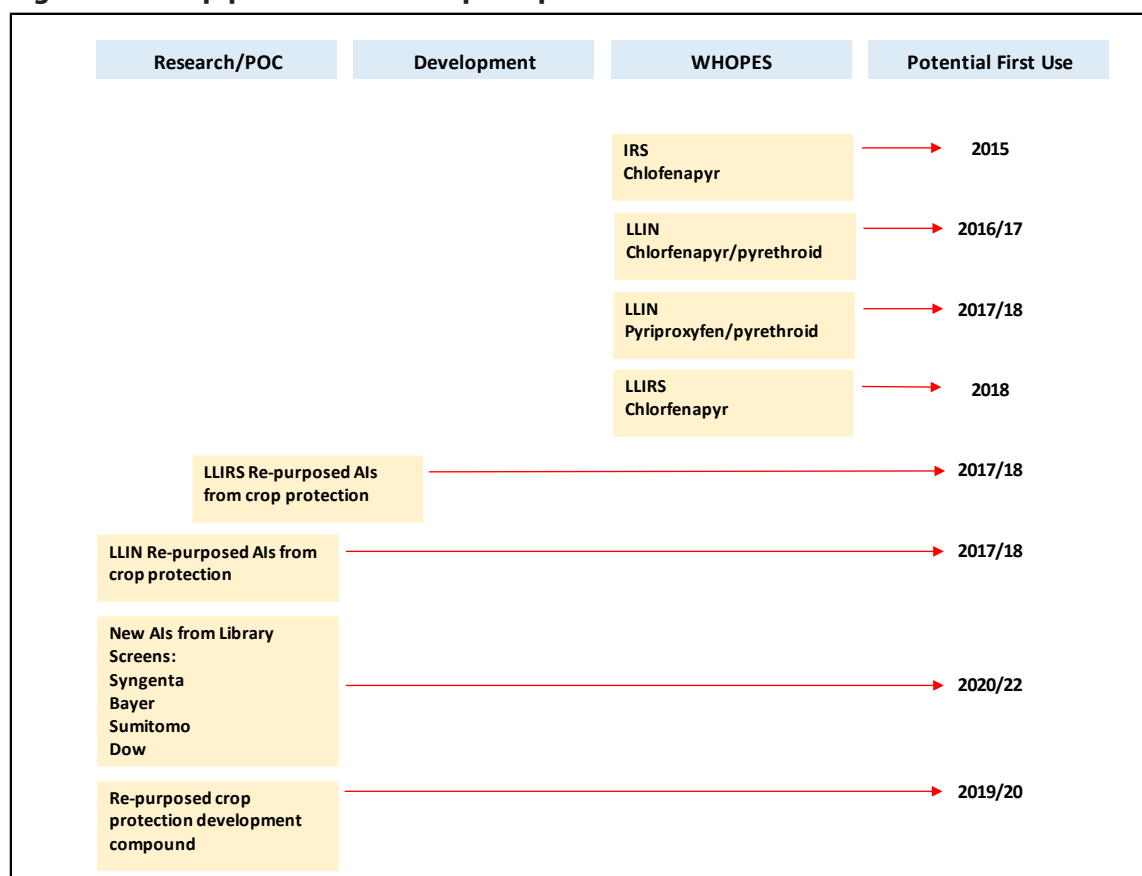 Research/POC
Development
WHOPES
Potential First Use
IRS
Chlofenapyr
2015
LLIN
Chlorfenapyr/pyrethroid
2016/17
LLIN
Pyriproxyfen/pyrethroid
2017/18
LLIRS
Chlorfenapyr
2018
LLIRS Re-purposed AIs
from crop protection
2017/18
LLIN Re-purposed AIs from
crop protection
2017/18
New AIs from Library
Screens:
Syngenta
Bayer
Sumitomo
Dow
2020/22
Re-purposed crop
protection development
compound
2019/20